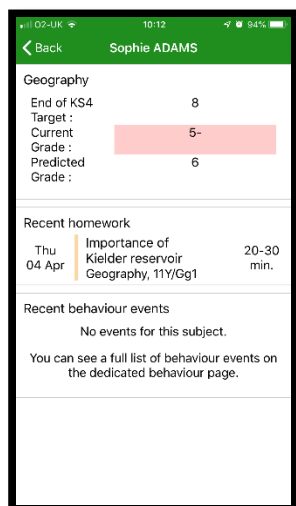 O2-UK 10:12 94%
Back Sophie ADAMS
Geography
End of KS4 8
Target :
Current 5-
Grade :
Predicted 6
Grade :
Recent homework
Thu Importance of 20-30
04 Apr Kielder reservoir min.
Geography, 11Y/Gg1
Recent behaviour events
No events for this subject.
You can see a full list of behaviour events on
the dedicated behaviour page.